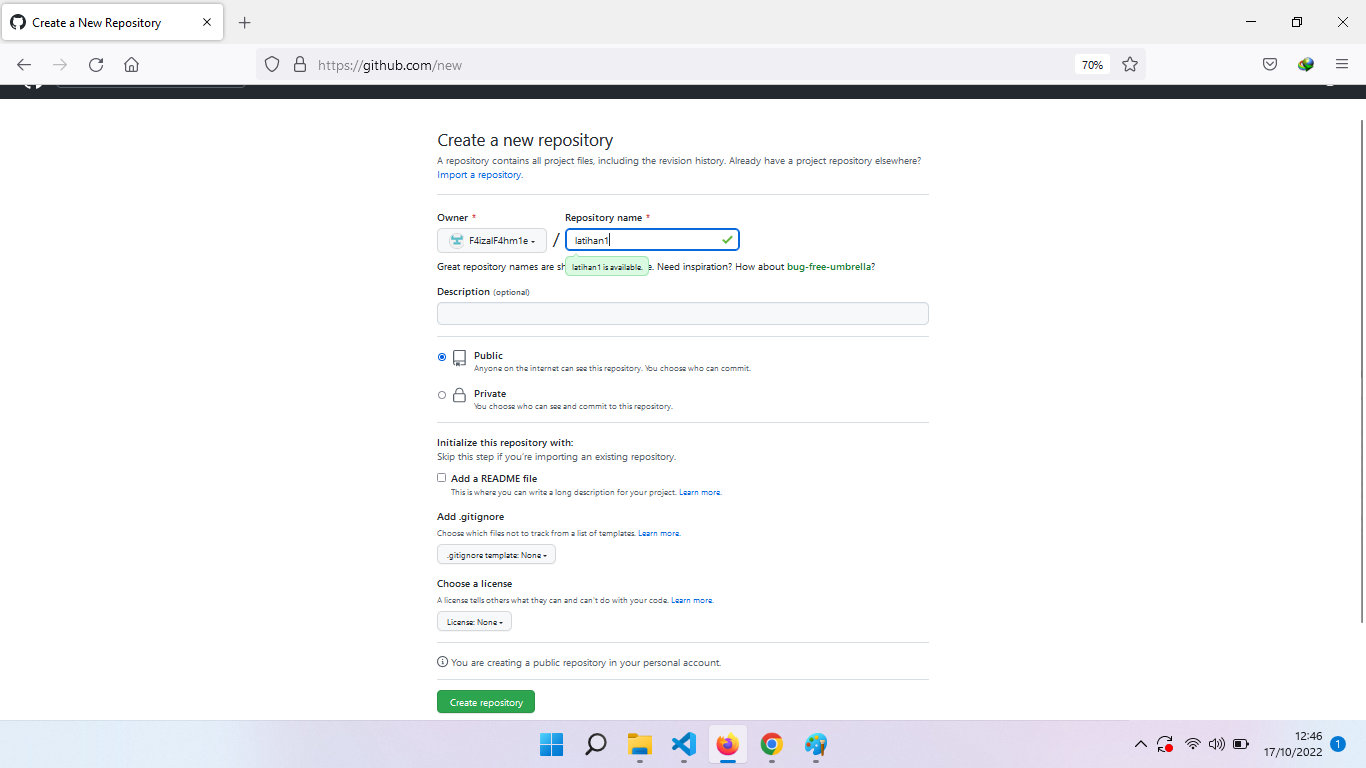 Create a New Repository
https://github.com/new
70%
Create a new repository
A repository contains all project files, including the revision history. Already have a project repository elsewhere?
Import a repository.
Owner *
Repository name *
F4izalF4hm1e
/
latihan1
Great repository names are sh
latihan1 is available.
e. Need inspiration? How about bug-free-umbrella?
Description (optional)
Public
Anyone on the internet can see this repository. You choose who can commit.
Private
You choose who can see and commit to this repository.
Initialize this repository with:
Skip this step if you're importing an existing repository.
Add a README file
This is where you can write a long description for your project. Learn more.
Add .gitignore
Choose which files not to track from a list of templates. Learn more.
.gitignore template: None
Choose a license
A license tells others what they can and can't do with your code. Learn more.
License: None
You are creating a public repository in your personal account.
Create repository
12:46
17/10/2022
1